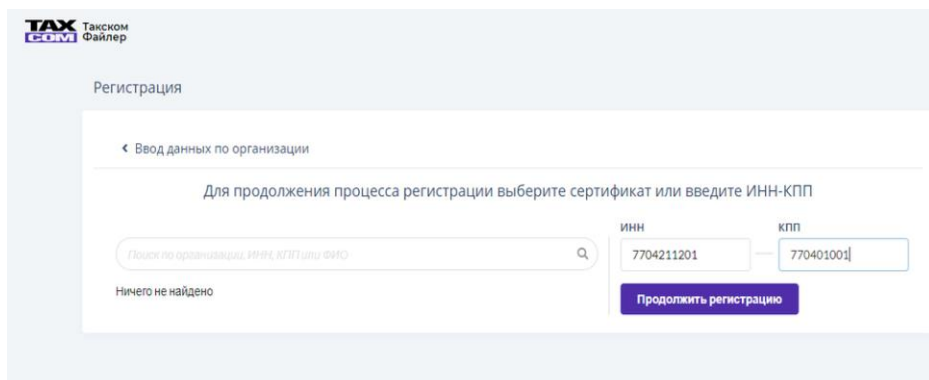 TAX Такском
COM Файлер
Регистрация
Ввод данных по организации
Для продолжения процесса регистрации выберите сертификат или введите ИНН-КПП
ИНН КПП
Поиск по организации, ИНН, КПП или ФИО 7704211201 770401001
Ничего не найдено Продолжить регистрацию